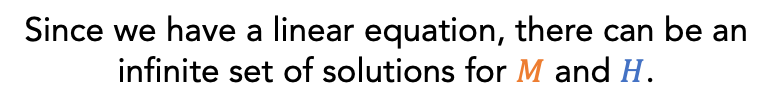 Since we have a linear equation, there can be an
infinite set of solutions for M and H.